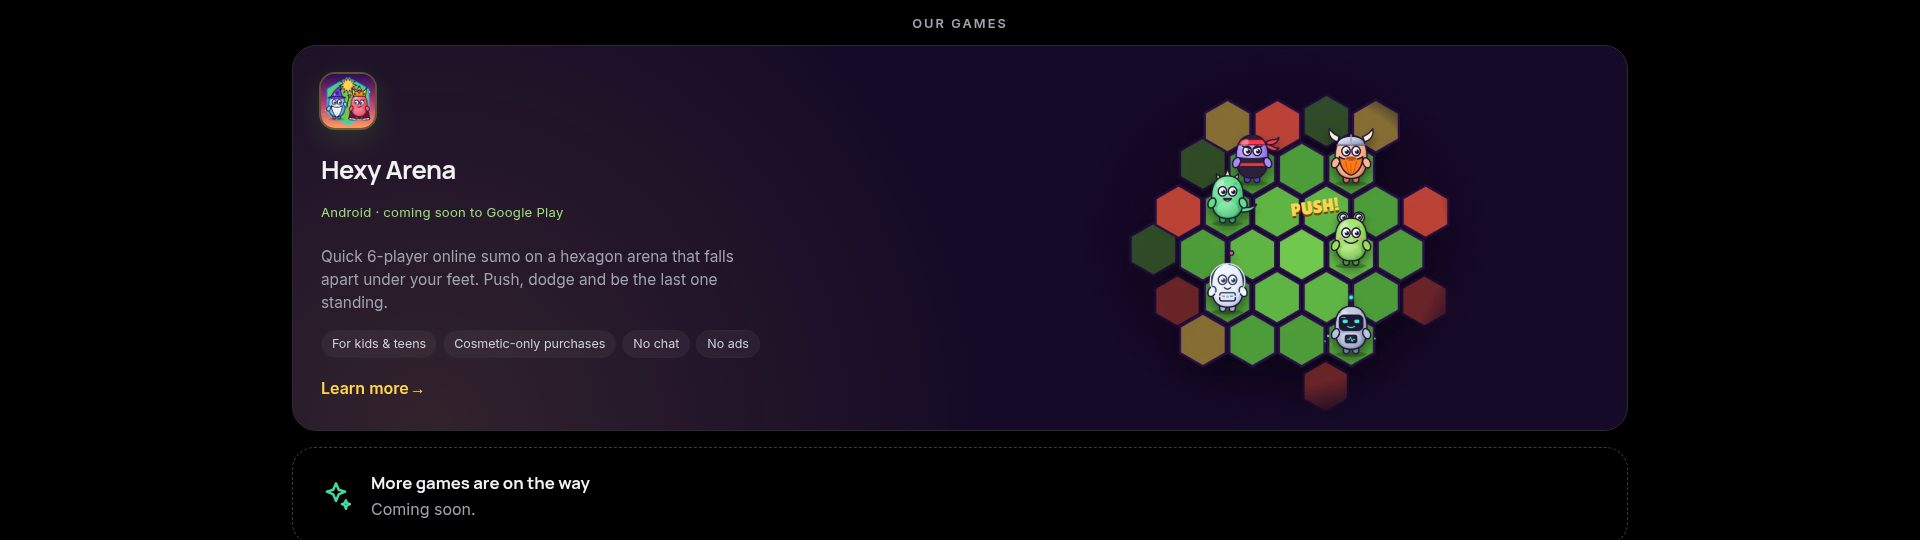 OUR GAMES
Hexy Arena
Android · coming soon to Google Play
Quick 6-player online sumo on a hexagon arena that falls
apart under your feet. Push, dodge and be the last one
standing.
For kids & teens
Cosmetic-only purchases
No chat
No ads
Learn more →
PUSH!
More games are on the way
Coming soon.